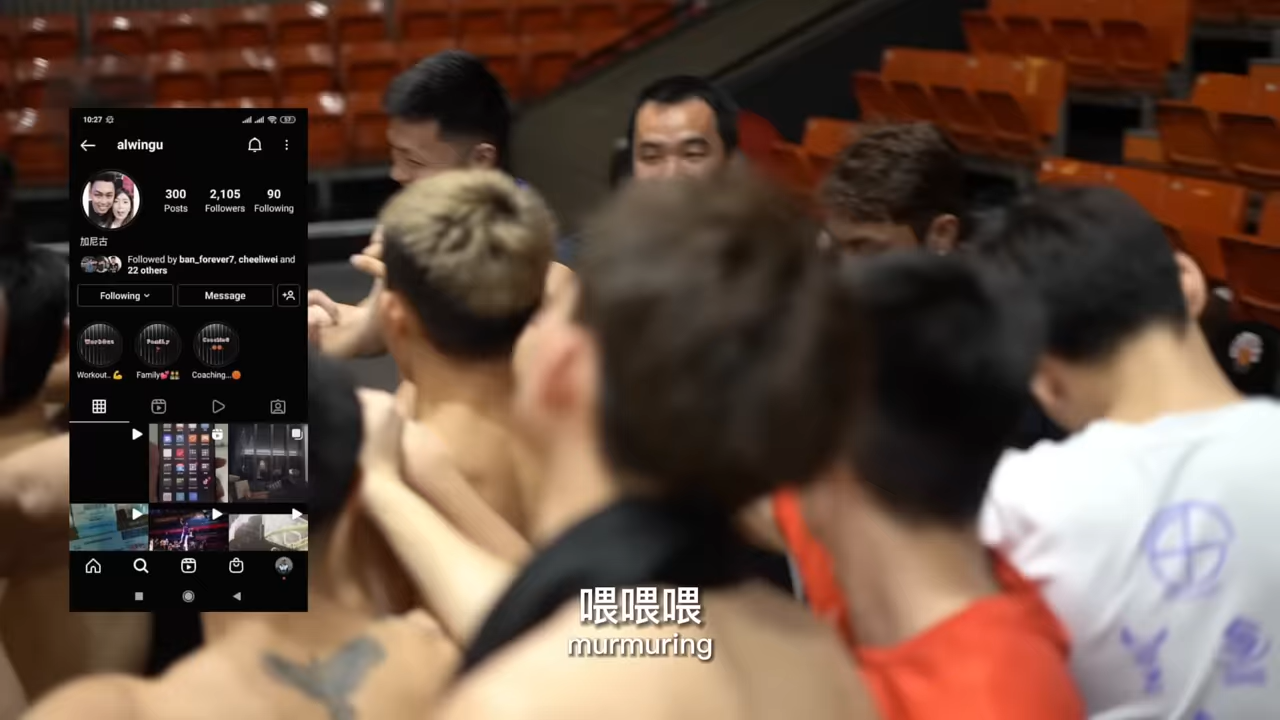 10:27
57
alwingu
300
2,105
90
Posts
Followers
Following
加尼古
Followed by ban_forever7, cheeliwei and
22 others
Following
Message
Workout.. 💪
Family💕👨‍👩‍👧‍👦
Coaching...🏀
喂喂喂
murmuring